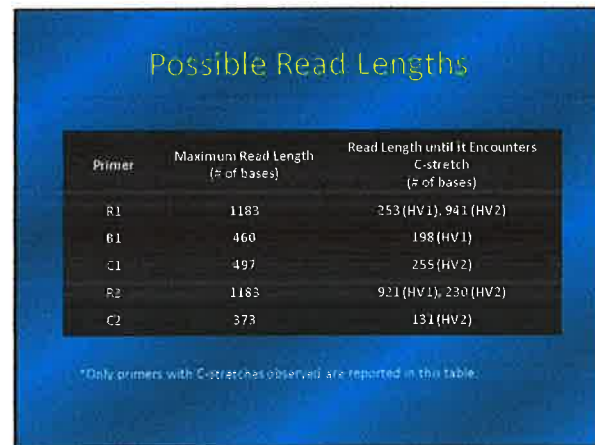 Possible Read Lengths
Primer Maximum Read Length (# of bases) Read Length until it Encounters C-stretch (# of bases)
R1 1183 253 (HV1), 941 (HV2)
B1 460 198 (HV1)
C1 497 255 (HV2)
R2 1183 921 (HV1), 230 (HV2)
C2 373 131 (HV2)
*Only primers with C-stretches observed are reported in this table.